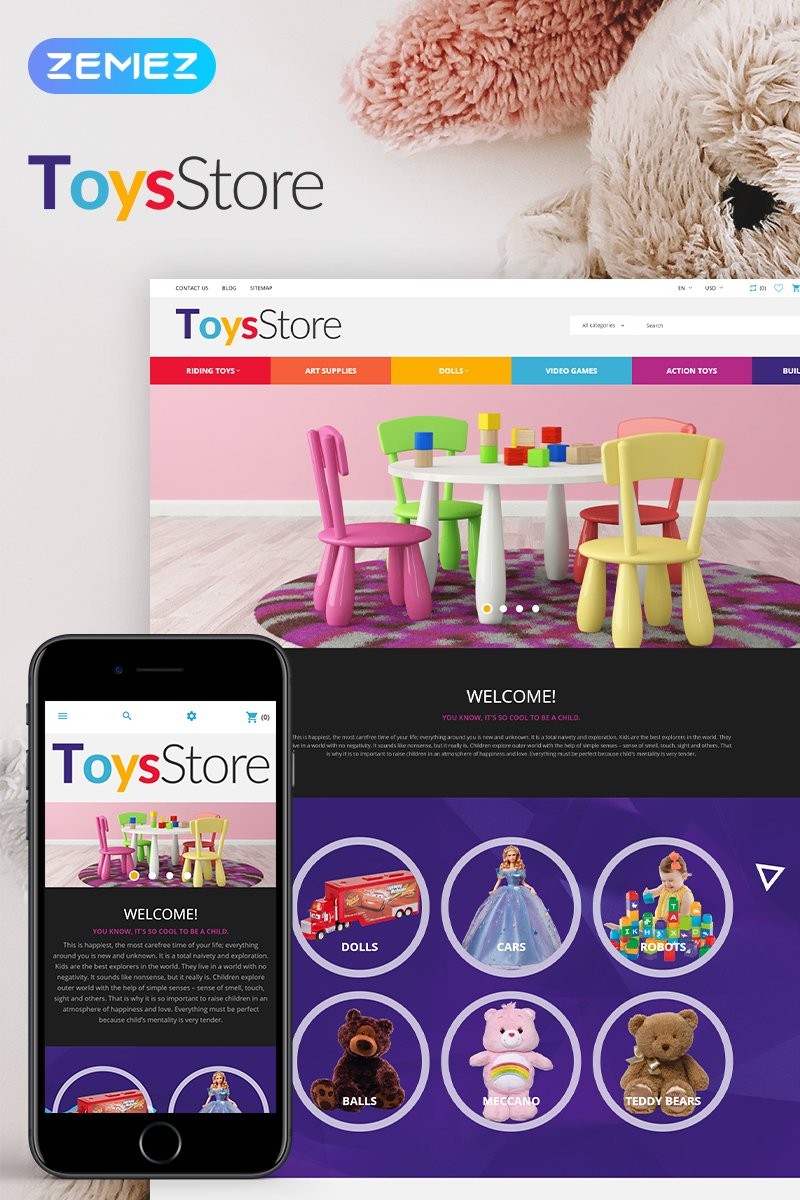 ZEMEZ
ToysStore
CONTACT US BLOG SITEMAP EN USD (0)
ToysStore
All categories Search
RIDING TOYS ART SUPPLIES DOLLS VIDEO GAMES ACTION TOYS BUIL
WELCOME!
YOU KNOW, IT'S SO COOL TO BE A CHILD.
This is happiest, the most carefree time of your life; everything around you is new and unknown. It is a total naivety and exploration. Kids are the best explorers in the world. They
live in a world with no negativity. It sounds like nonsense, but it really is. Children explore outer world with the help of simple senses – sense of smell, touch, sight and others. That
is why it is so important to raise children in an atmosphere of happiness and love. Everything must be perfect because child's mentality is very tender.
DOLLS CARS ROBOTS
BALLS MECCANO TEDDY BEARS
(0)
ToysStore
WELCOME!
YOU KNOW, IT'S SO COOL TO BE A CHILD.
This is happiest, the most carefree time of your life; everything
around you is new and unknown. It is a total naivety and exploration.
Kids are the best explorers in the world. They live in a world with no
negativity. It sounds like nonsense, but it really is. Children explore
outer world with the help of simple senses – sense of smell, touch,
sight and others. That is why it is so important to raise children in an
atmosphere of happiness and love. Everything must be perfect
because child's mentality is very tender.